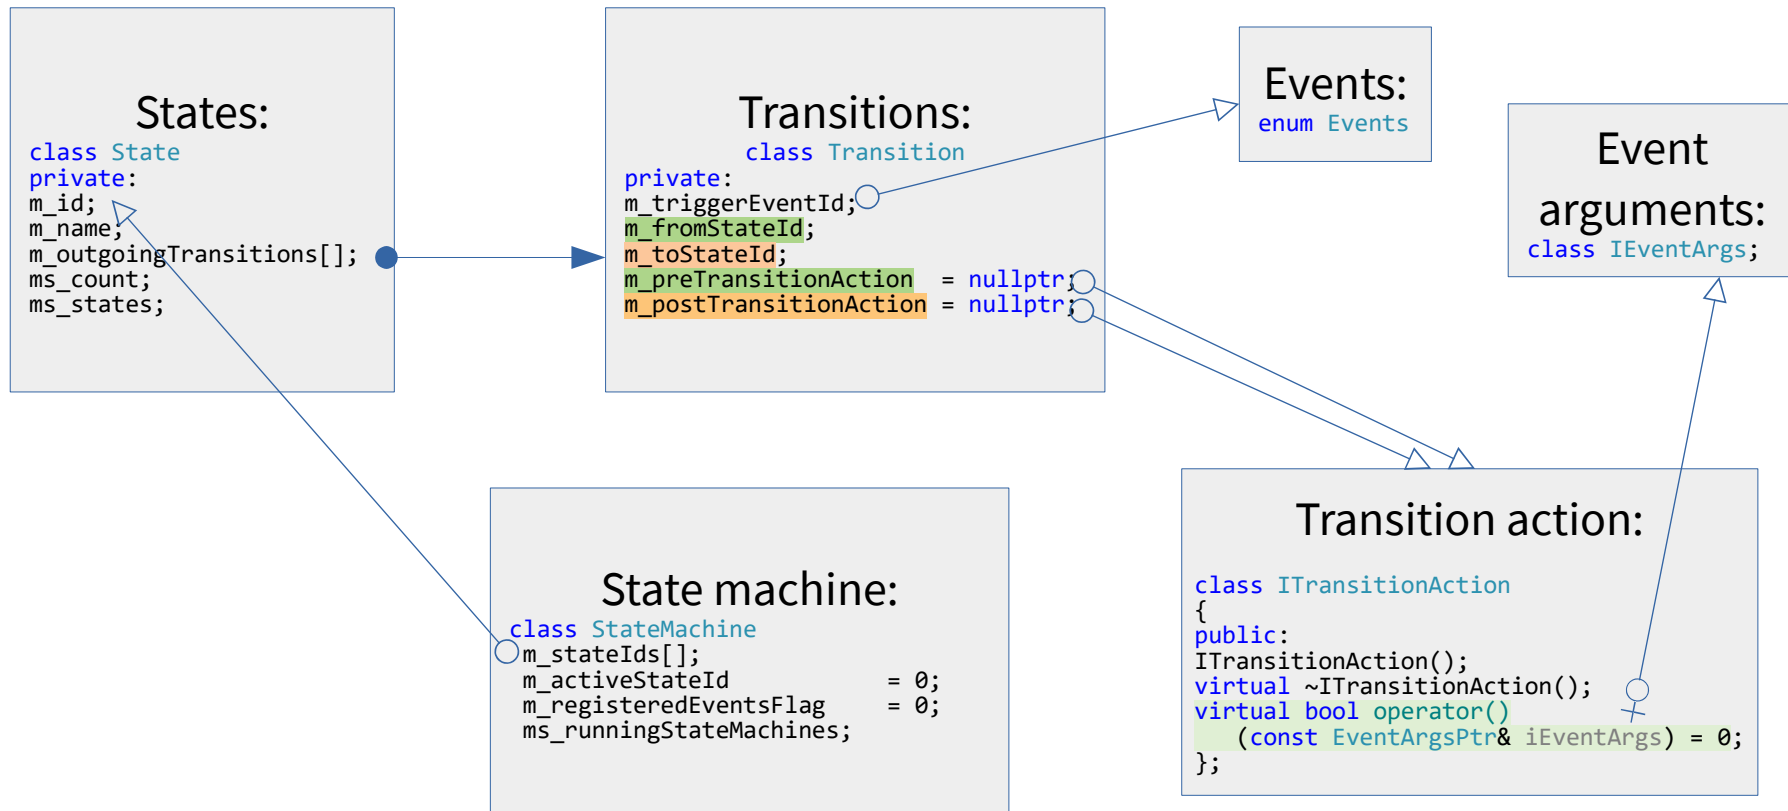 States:
class State
private:
m_id;
m_name;
m_outgoingTransitions[];
ms_count;
ms_states;
Transitions:
class Transition
private:
m_triggerEventId;
m_fromStateId;
m_toStateId;
m_preTransitionAction = nullptr;
m_postTransitionAction = nullptr;
Events:
enum Events
Event
arguments:
class IEventArgs;
State machine:
class StateMachine
m_stateIds[];
m_activeStateId = 0;
m_registeredEventsFlag = 0;
ms_runningStateMachines;
Transition action:
class ITransitionAction
{
public:
ITransitionAction();
virtual ~ITransitionAction();
virtual bool operator()
(const EventArgsPtr& iEventArgs) = 0;
};